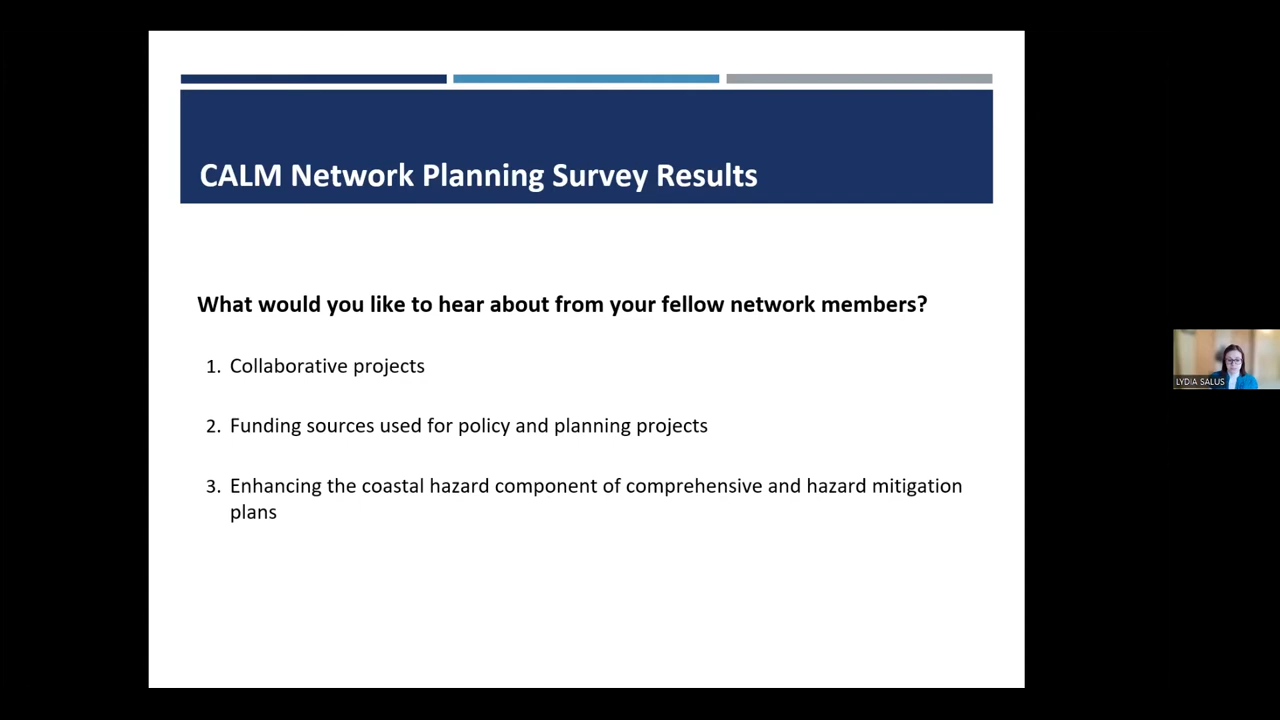 CALM Network Planning Survey Results
What would you like to hear about from your fellow network members?
1. Collaborative projects
2. Funding sources used for policy and planning projects
3. Enhancing the coastal hazard component of comprehensive and hazard mitigation
plans
LYDIA SALUS